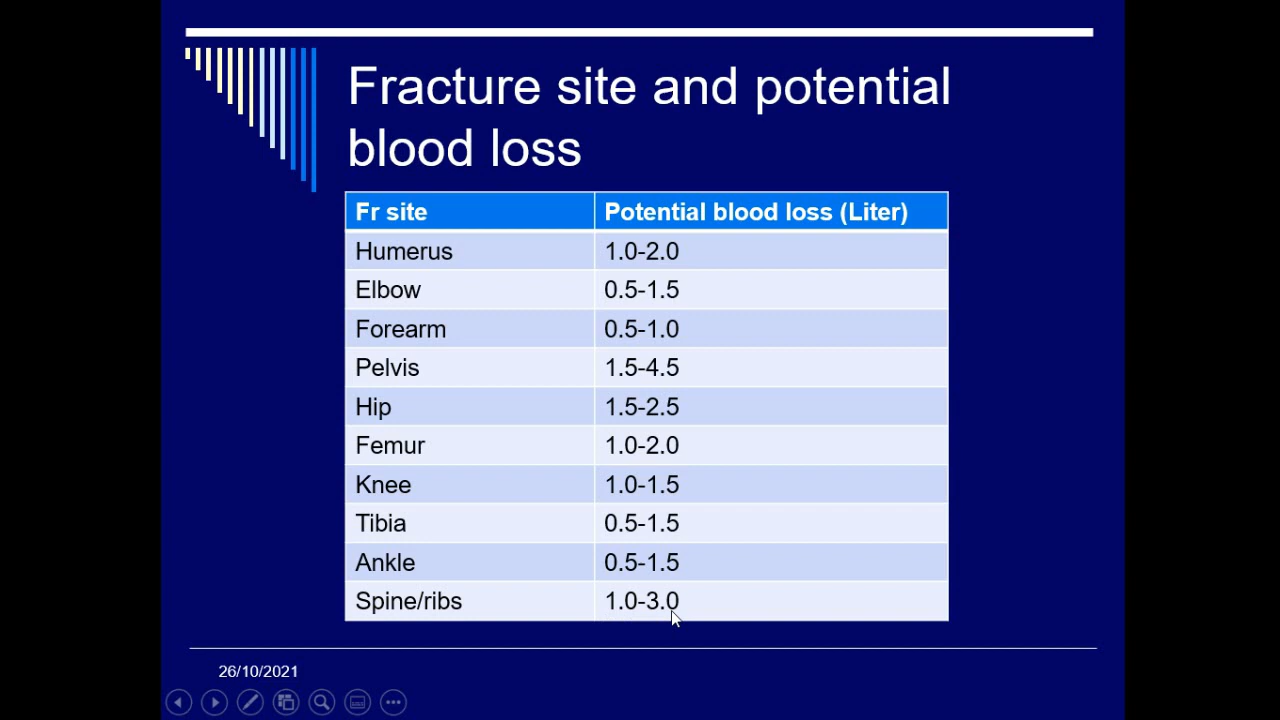 Fracture site and potential
blood loss
Fr site Potential blood loss (Liter)
Humerus 1.0-2.0
Elbow 0.5-1.5
Forearm 0.5-1.0
Pelvis 1.5-4.5
Hip 1.5-2.5
Femur 1.0-2.0
Knee 1.0-1.5
Tibia 0.5-1.5
Ankle 0.5-1.5
Spine/ribs 1.0-3.0
26/10/2021